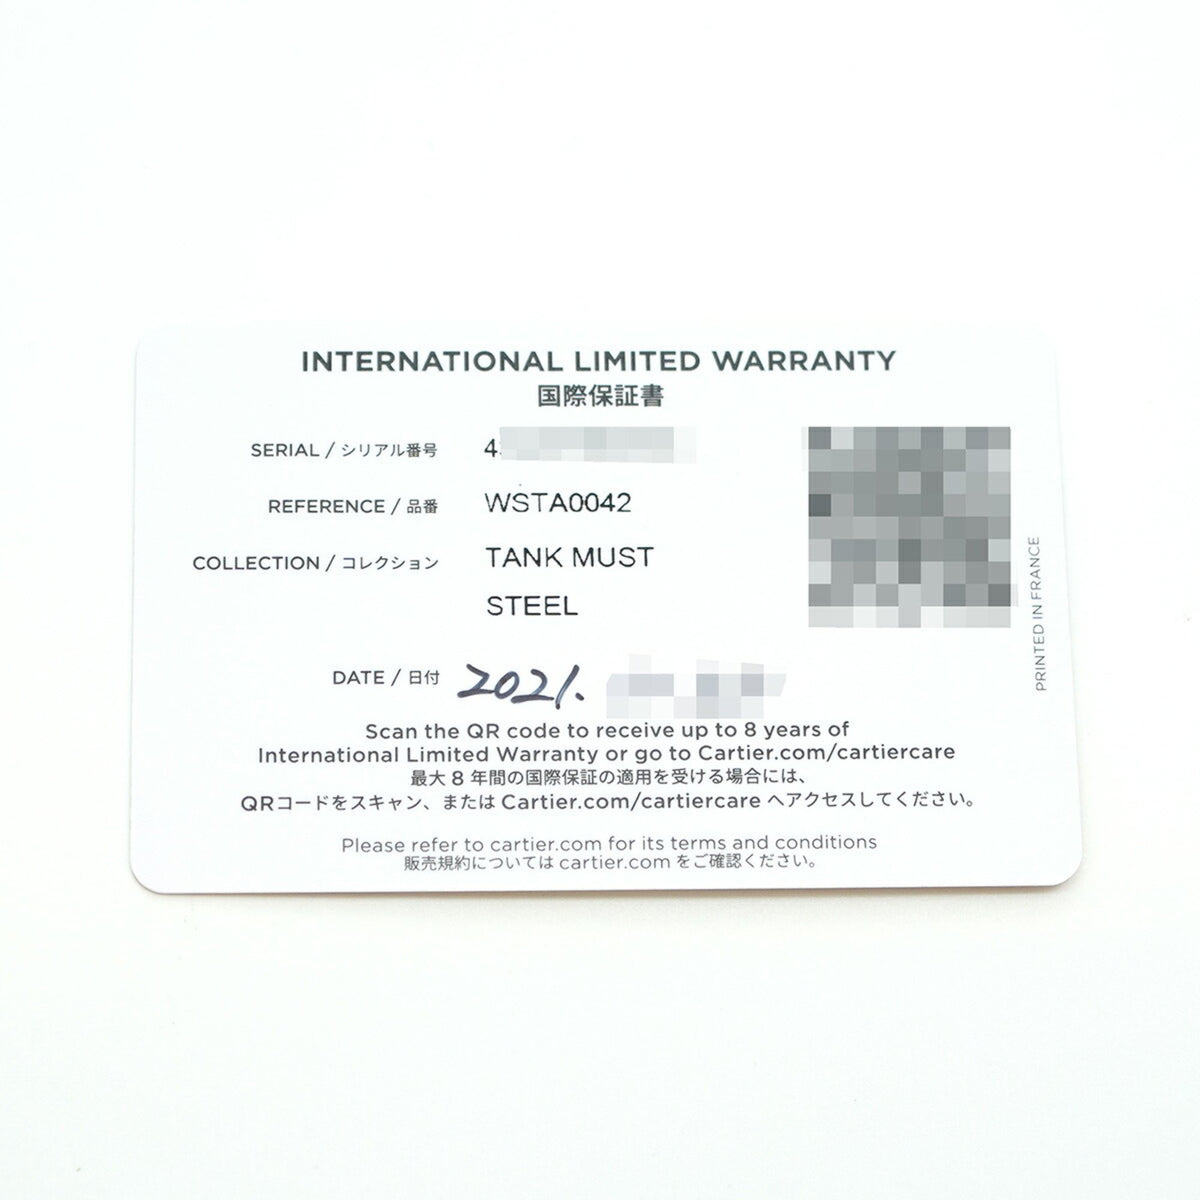 INTERNATIONAL LIMITED WARRANTY
国際保証書
SERIAL / シリアル番号 4
REFERENCE / 品番 WSTA0042
COLLECTION / コレクション TANK MUST
STEEL
PRINTED IN FRANCE
DATE / 日付 2021.
Scan the QR code to receive up to 8 years of
International Limited Warranty or go to Cartier.com/cartiercare
最大 8 年間の国際保証の適用を受ける場合には、
QRコードをスキャン、または Cartier.com/cartiercare へアクセスしてください。
Please refer to cartier.com for its terms and conditions
販売規約については cartier.com をご確認ください。